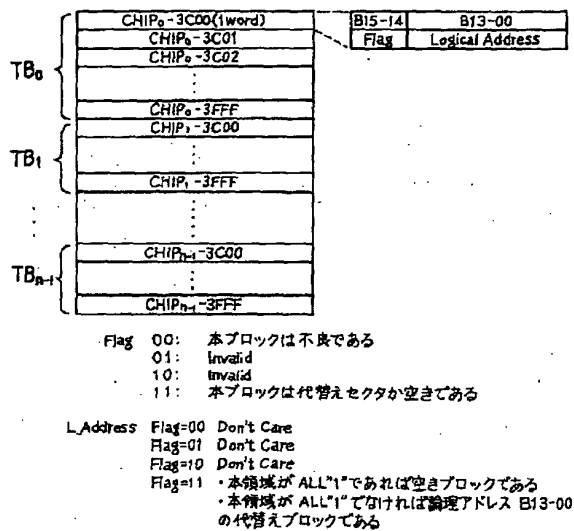 CHIP₀-3C00(1word)
B15-14 B13-00
Flag Logical Address
CHIP₀-3C01
CHIP₀-3C02
TB₀
CHIP₀-3FFF
CHIP₁-3C00
TB₁
CHIP₁-3FFF
CHIPn-1-3C00
TBn-1
CHIPn-1-3FFF
Flag 00: 本ブロックは不良である
01: Invalid
10: Invalid
11: 本ブロックは代替えセクタか空きである
L_Address Flag=00 Don't Care
Flag=01 Don't Care
Flag=10 Don't Care
Flag=11 ・本領域が ALL"1"であれば空きブロックである
・本領域が ALL"1"でなければ論理アドレス B13-00
の代替えブロックである